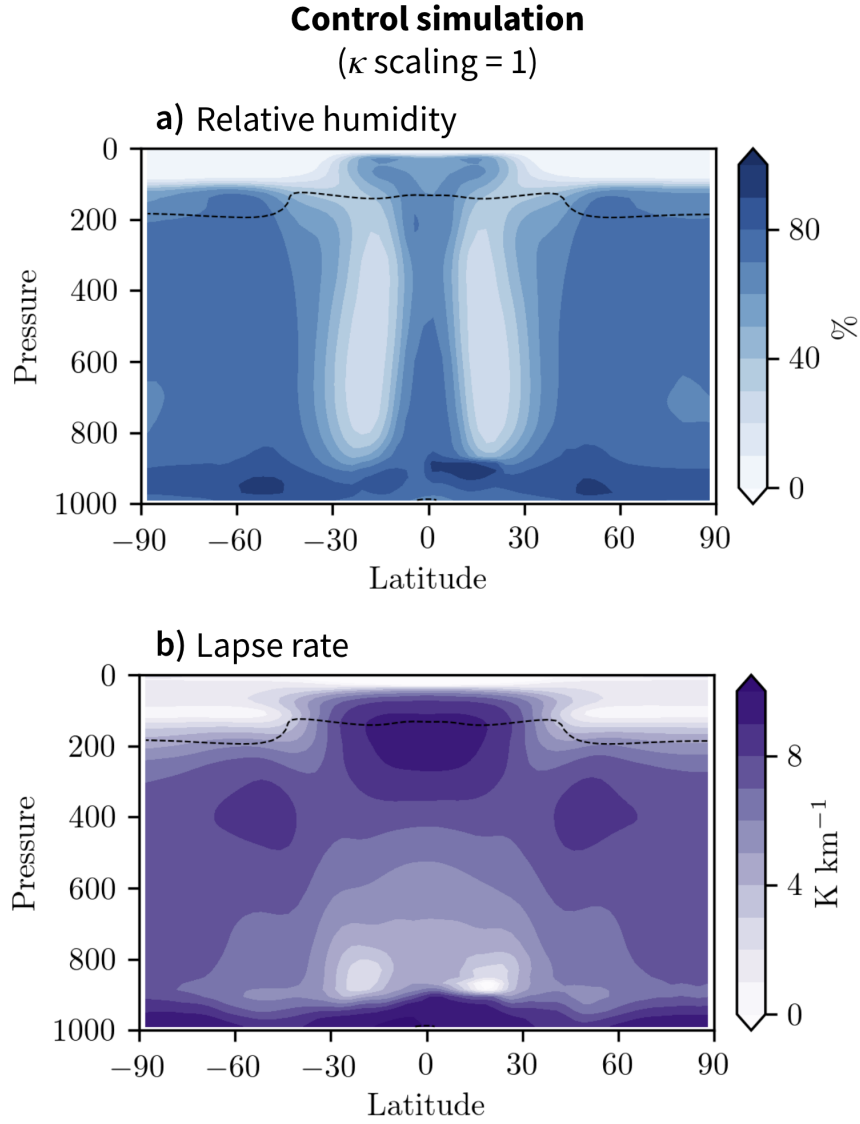 Control simulation
(κ scaling = 1)
a) Relative humidity
0
200
400
600
800
1000
Pressure
−90 −60 −30 0 30 60 90
Latitude
80
40
0
%
b) Lapse rate
0
200
400
600
800
1000
Pressure
−90 −60 −30 0 30 60 90
Latitude
8
4
0
K km⁻¹